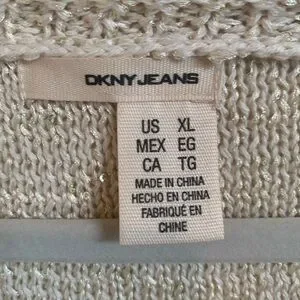 DKNY JEANS
US XL
MEX EG
CA TG
MADE IN CHINA
HECHO EN CHINA
FABRIQUÉ EN
CHINE